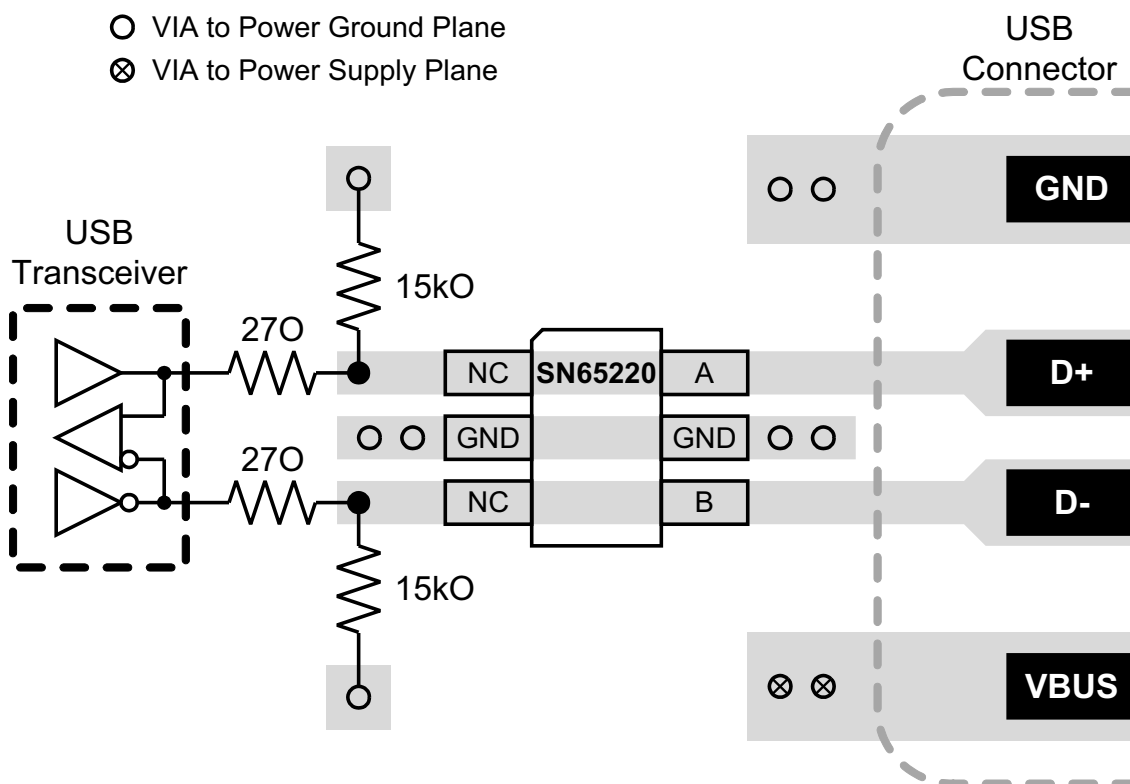 VIA to Power Ground Plane
VIA to Power Supply Plane
USB
Connector
GND
USB
Transceiver
15kO
27O
NC
SN65220
A
D+
GND
GND
27O
NC
B
D-
15kO
VBUS